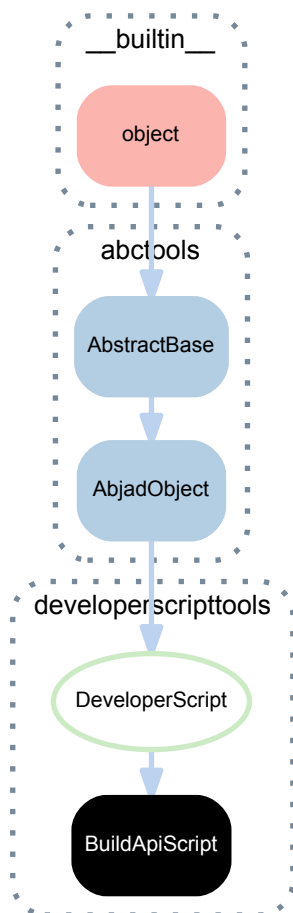 __builtin__
object
abctools
AbstractBase
AbjadObject
developerscripttools
DeveloperScript
BuildApiScript